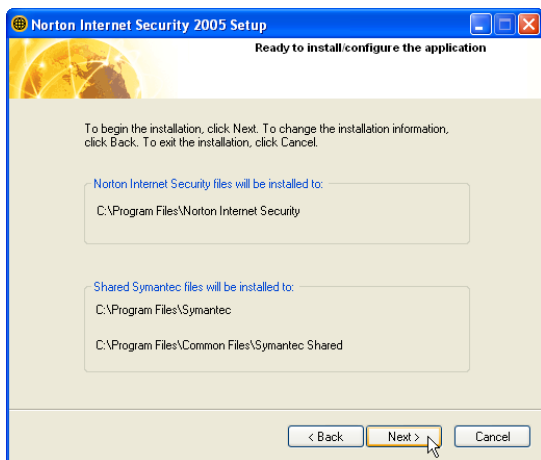 Norton Internet Security 2005 Setup
Ready to install/configure the application
To begin the installation, click Next. To change the installation information,
click Back. To exit the installation, click Cancel.
Norton Internet Security files will be installed to:
C:\Program Files\Norton Internet Security
Shared Symantec files will be installed to:
C:\Program Files\Symantec
C:\Program Files\Common Files\Symantec Shared
< Back Next > Cancel